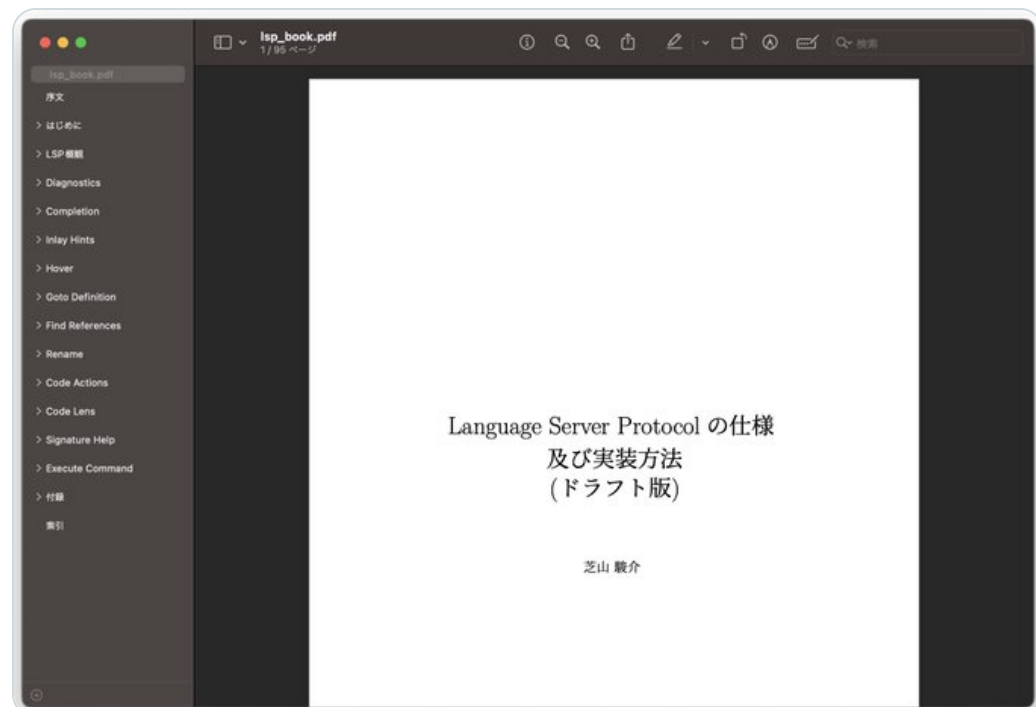 lsp_book.pdf
1 / 95 ページ
検索
lsp_book.pdf
序文
はじめに
LSP概観
Diagnostics
Completion
Inlay Hints
Hover
Goto Definition
Find References
Rename
Code Actions
Code Lens
Signature Help
Execute Command
付録
索引
Language Server Protocol の仕様
及び実装方法
(ドラフト版)
芝山 駿介